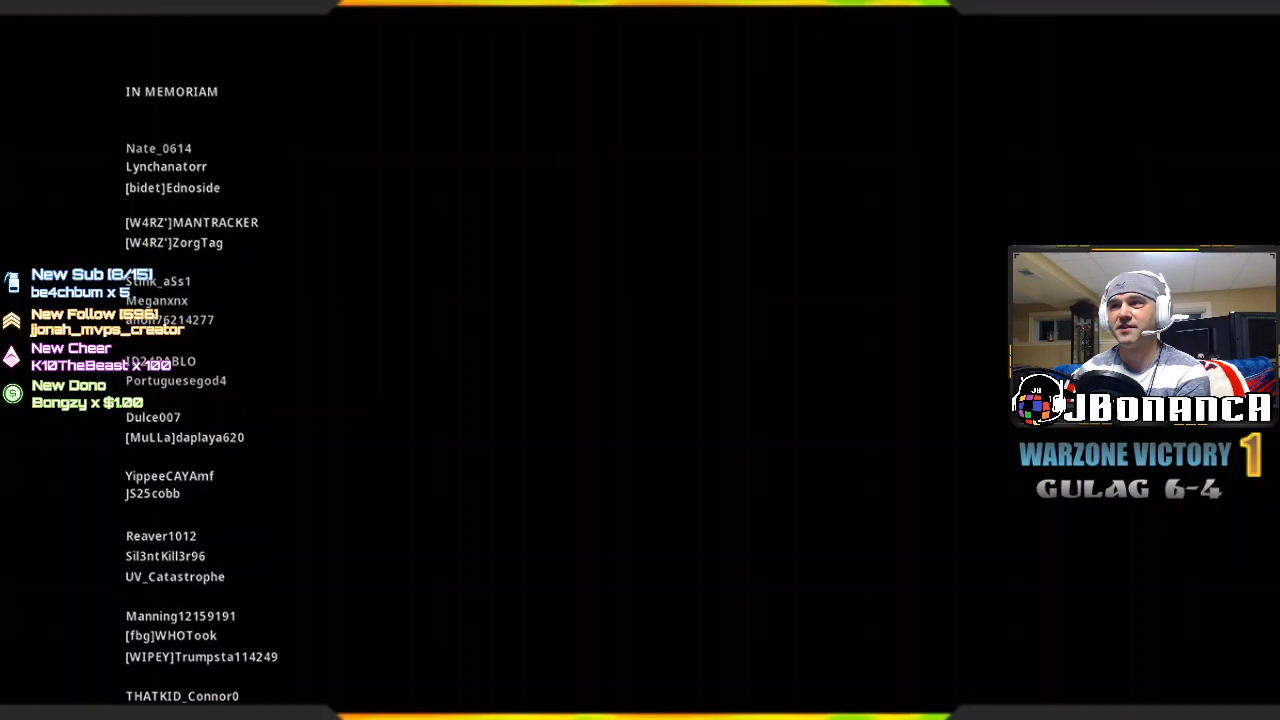 IN MEMORIAM
Nate_0614
Lynchanatorr
[bidet]Ednoside
[W4RZ']MANTRACKER
[W4RZ']ZorgTag
New Sub [8/15]
be4chbum x 5
New Follow [596]
jjonah_mvps_creator
New Cheer
K10TheBeast x 100
New Dono
Bongzy x $1.00
St1nk_aSs1
Meganxnx
Portuguesegod4
Dulce007
[MuLLa]daplaya620
YippeeCAYAmf
JS25cobb
Reaver1012
Sil3ntKill3r96
UV_Catastrophe
Manning12159191
[fbg]WHOTook
[WIPEY]Trumpsta114249
THATKID_Connor0
JB
JBonancA
WARZONE VICTORY 1
GULAG 6-4